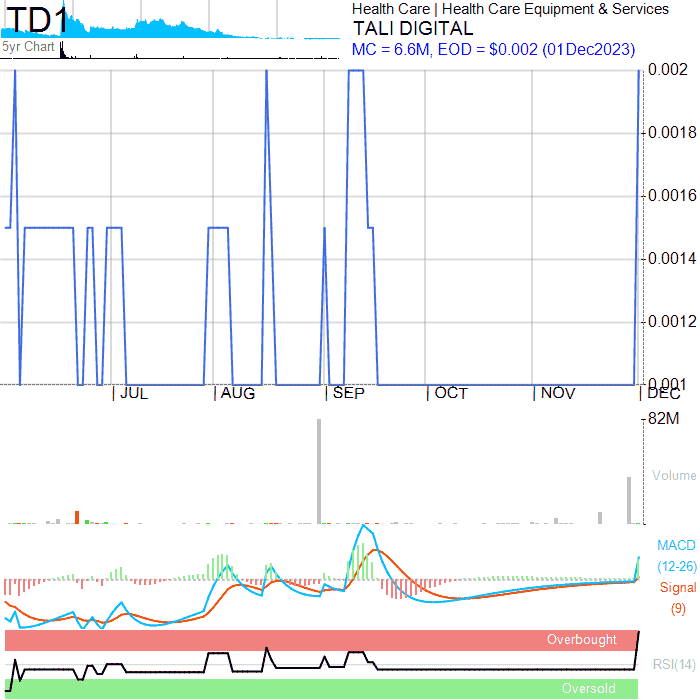 TD1
Health Care | Health Care Equipment & Services
TALI DIGITAL
5yr Chart
MC = 6.6M, EOD = $0.002 (01Dec2023)
0.002
0.0018
0.0016
0.0014
0.0012
0.001
JUL AUG SEP OCT NOV DEC
82M
Volume
MACD
(12-26)
Signal
(9)
Overbought
RSI(14)
Oversold